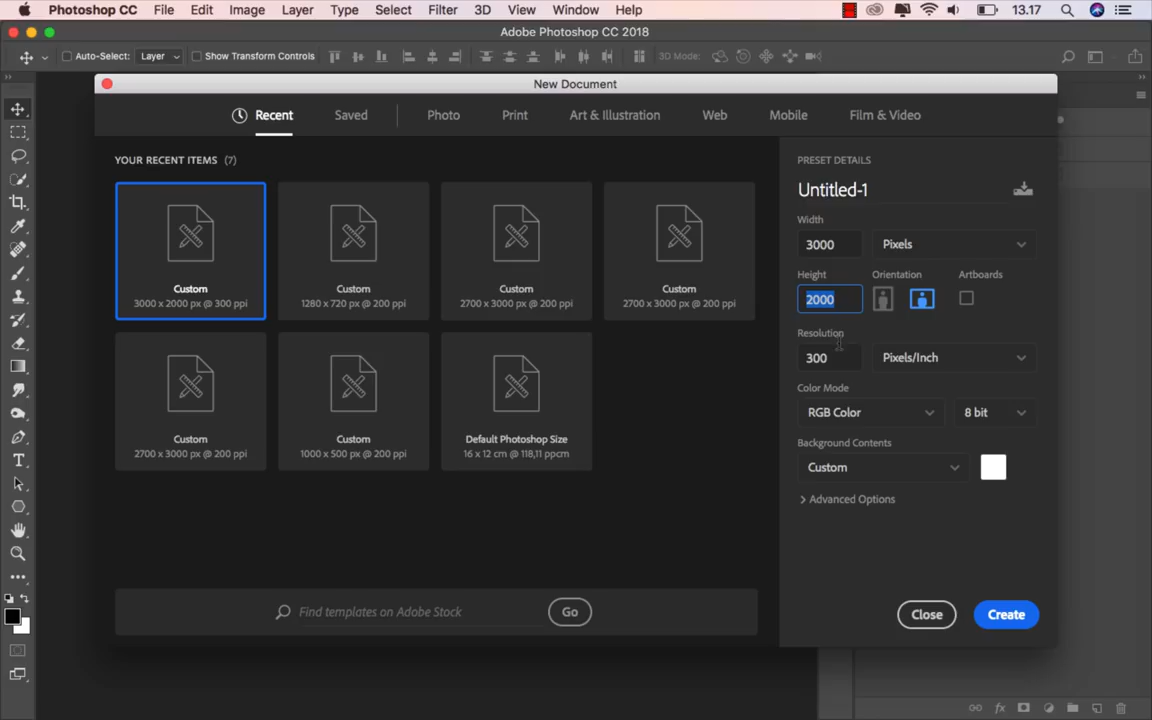 Photoshop CC File Edit Image Layer Type Select Filter 3D View Window Help 13.17
Adobe Photoshop CC 2018
Auto-Select: Layer Show Transform Controls 3D Mode:
New Document
Recent Saved Photo Print Art & Illustration Web Mobile Film & Video
YOUR RECENT ITEMS (7)
Custom
3000 x 2000 px @ 300 ppi
Custom
1280 x 720 px @ 200 ppi
Custom
2700 x 3000 px @ 200 ppi
Custom
2700 x 3000 px @ 200 ppi
Custom
2700 x 3000 px @ 200 ppi
Custom
1000 x 500 px @ 200 ppi
Default Photoshop Size
16 x 12 cm @ 118,11 ppcm
Find templates on Adobe Stock Go
PRESET DETAILS
Untitled-1
Width
3000 Pixels
Height Orientation Artboards
2000
Resolution
300 Pixels/Inch
Color Mode
RGB Color 8 bit
Background Contents
Custom
Advanced Options
Close Create
fx